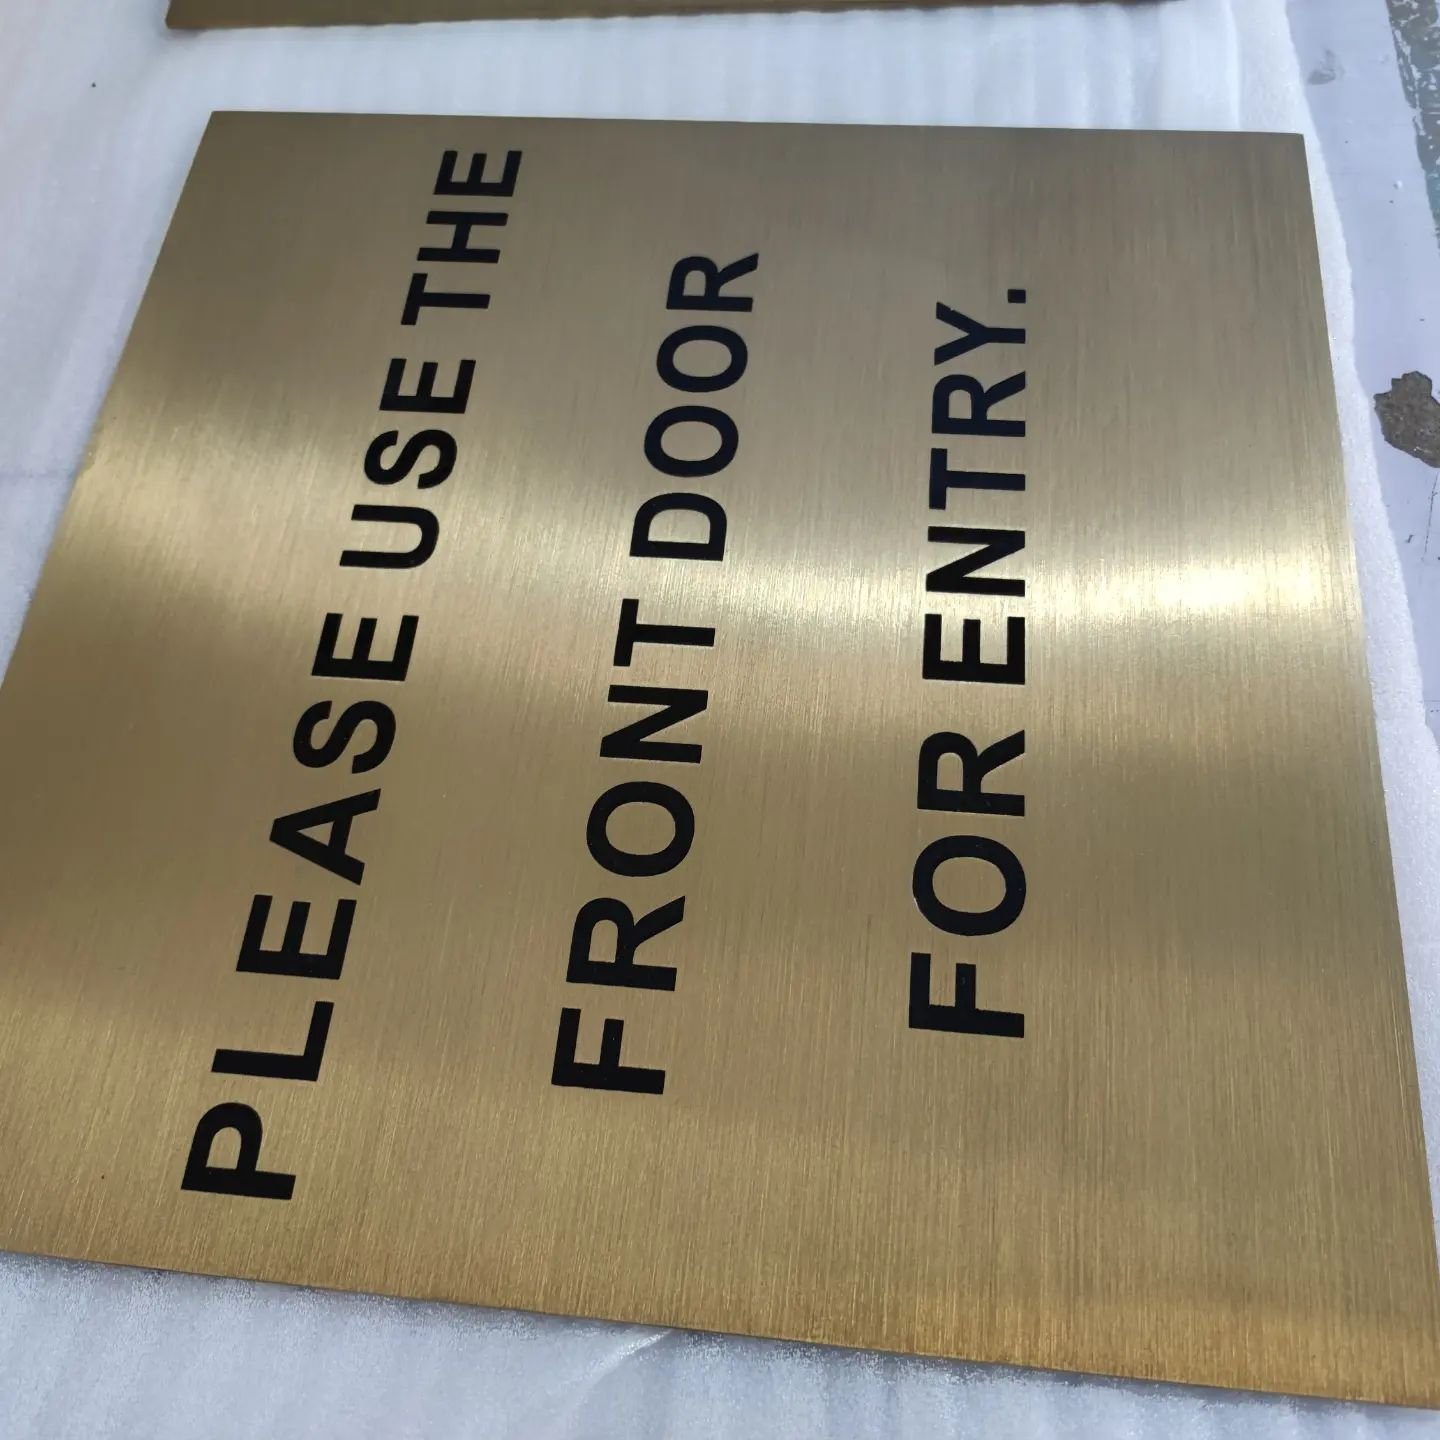 PLEASE USE THE
FRONT DOOR
FOR ENTRY.